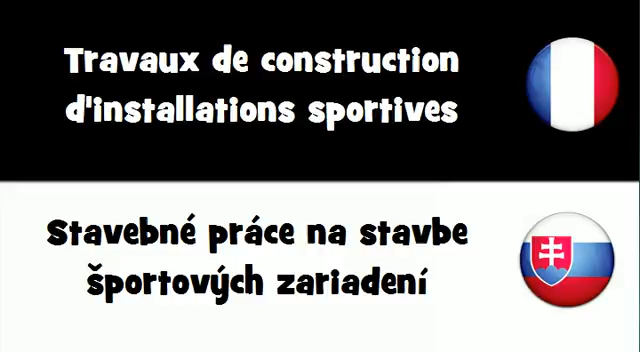 Travaux de construction
d'installations sportives
Stavebné práce na stavbe
športových zariadení